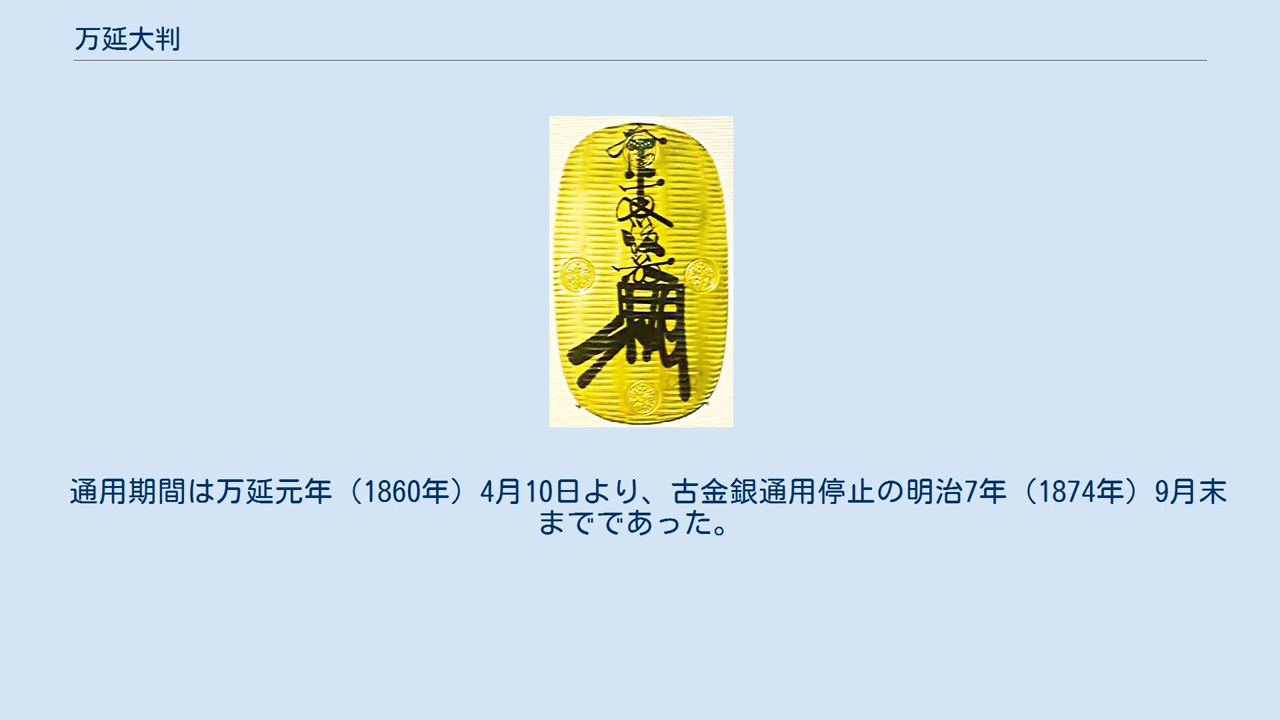 万延大判
通用期間は万延元年（1860年）4月10日より、古金銀通用停止の明治7年（1874年）9月末
までであった。